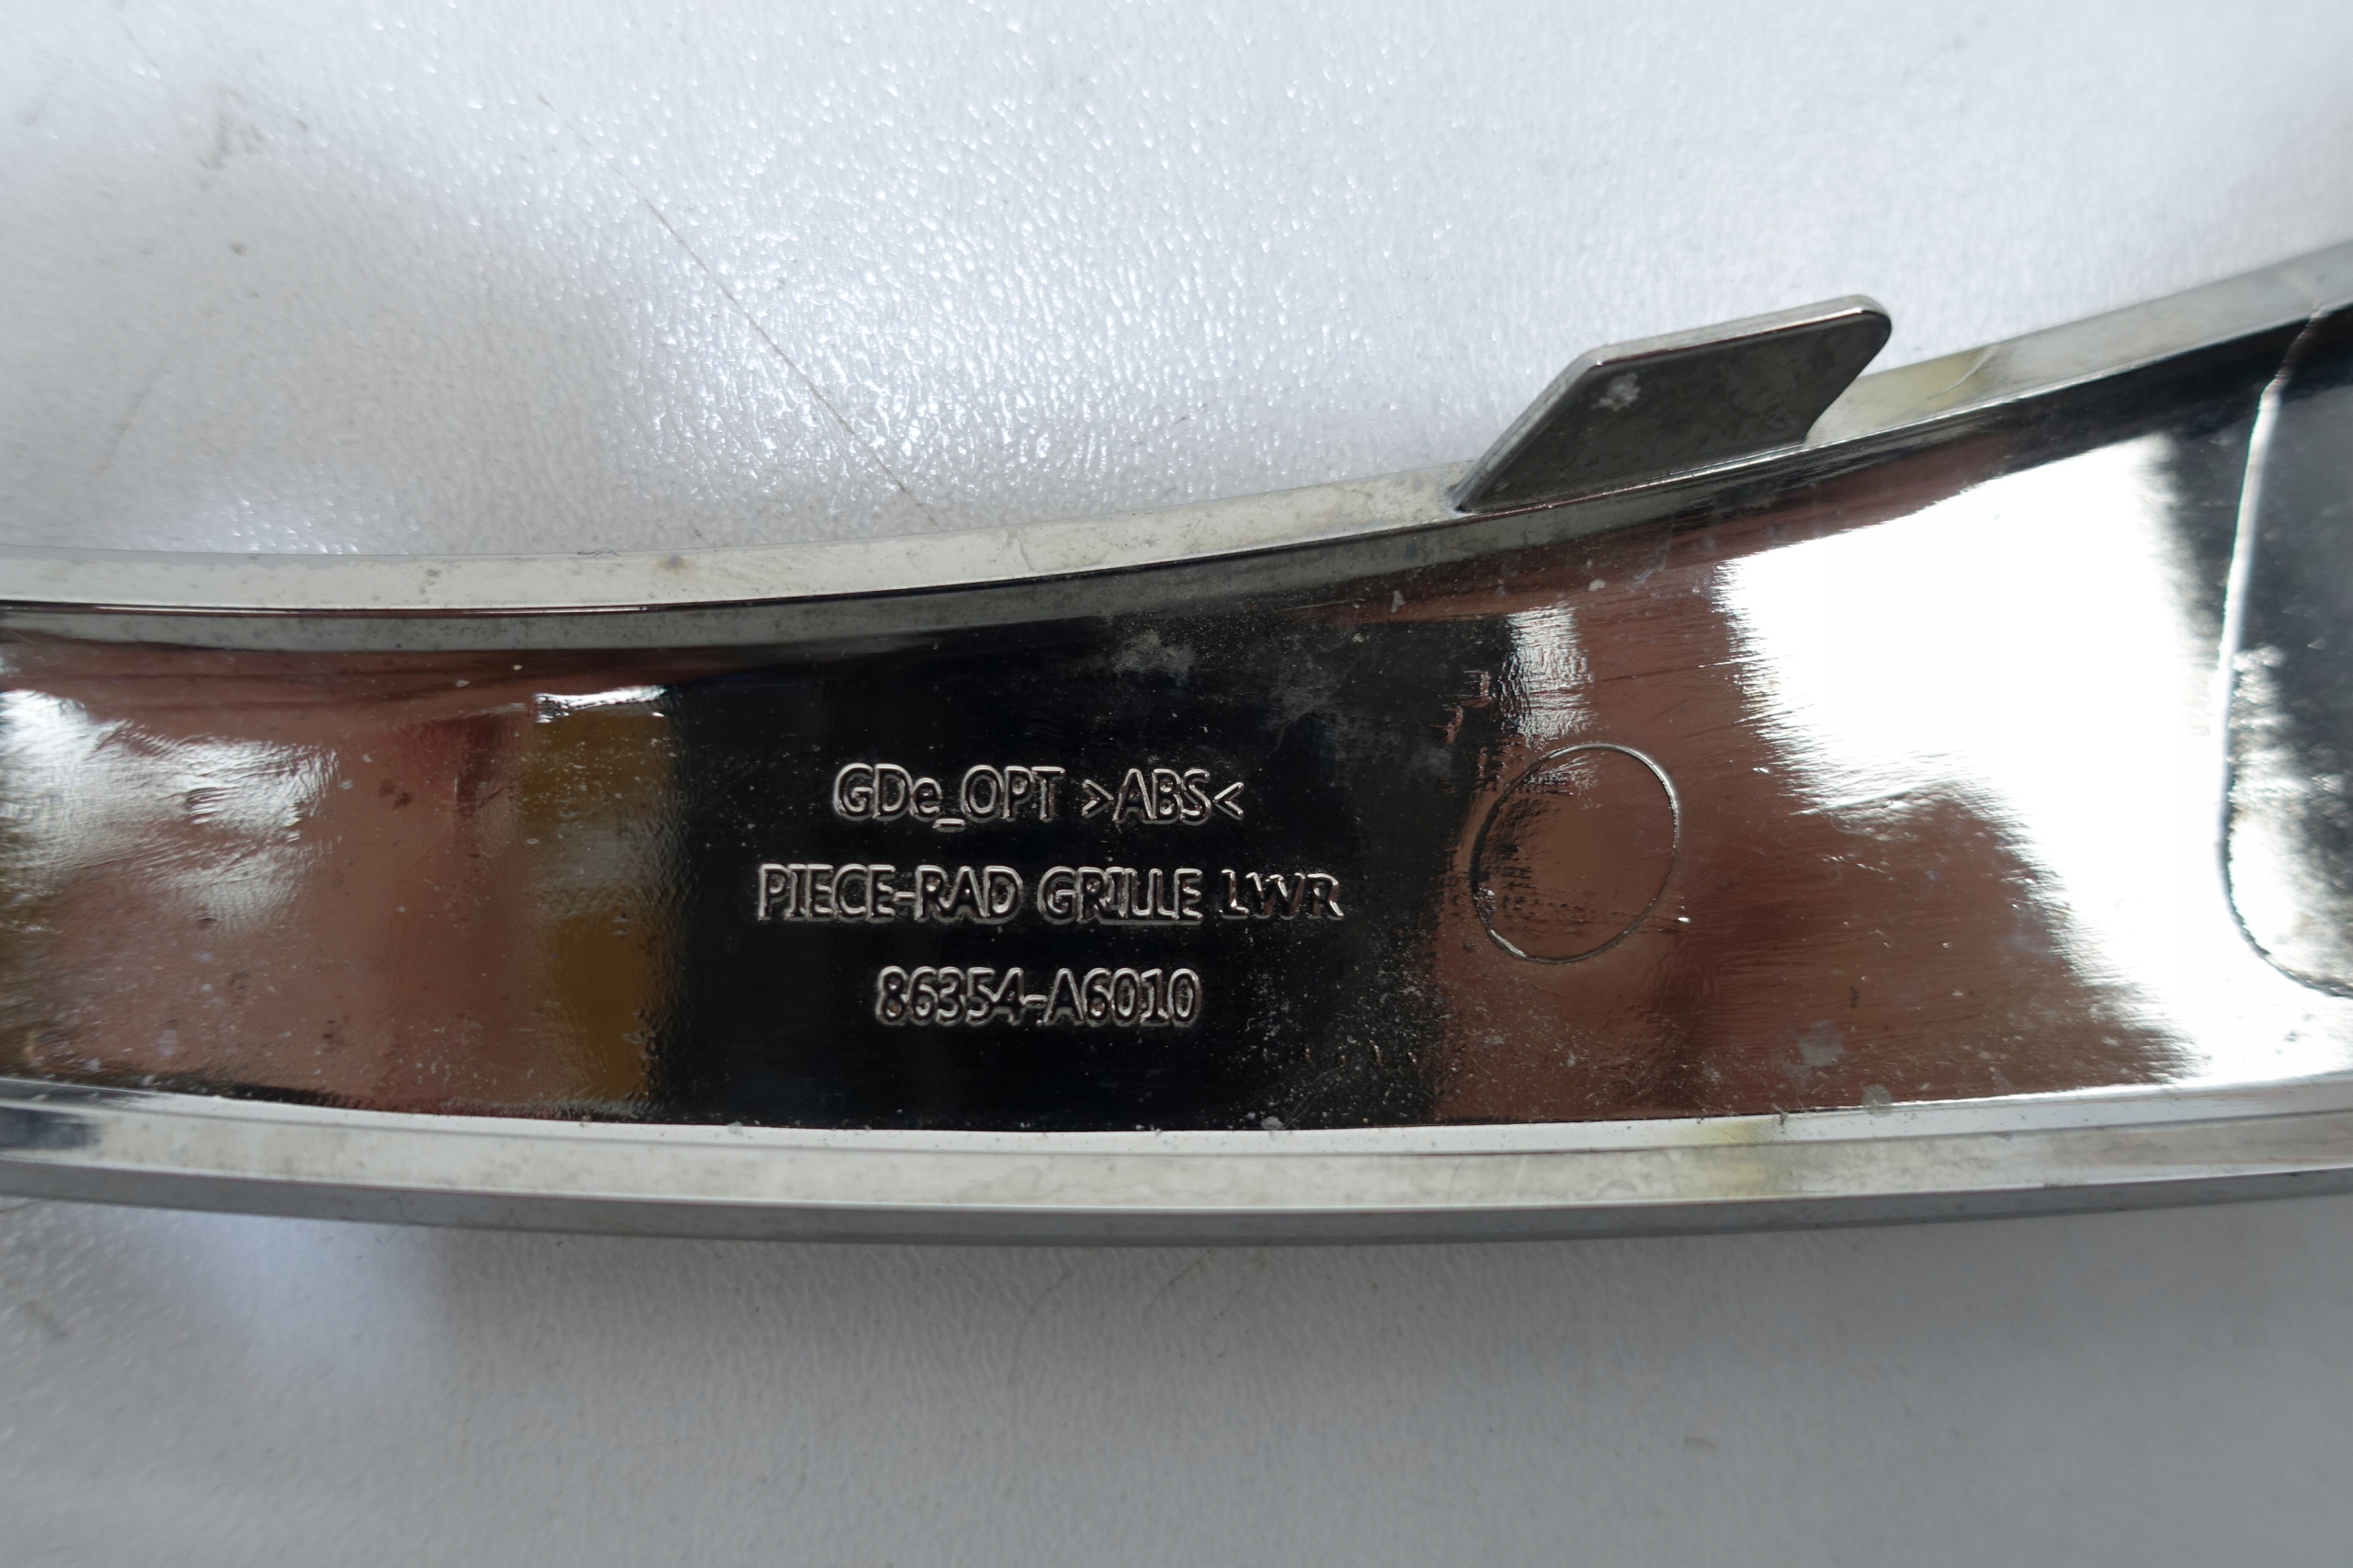 GDe_OPT >ABS<
PIECE-RAD GRILLE LWR
86354-A6010